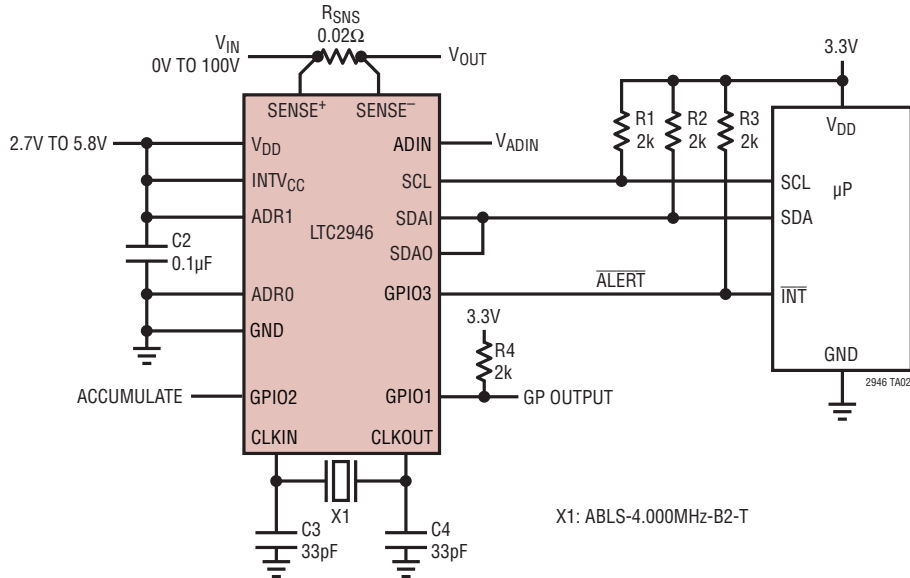 RSNS
0.02Ω
VIN
0V TO 100V
VOUT
3.3V
SENSE+
SENSE–
R1
2k
R2
2k
R3
2k
VDD
2.7V TO 5.8V
VDD
ADIN
VADIN
INTVCC
SCL
SCL
µP
ADR1
LTC2946
SDAI
SDA
C2
0.1µF
SDAO
ADR0
GPIO3
ALERT
INT
GND
3.3V
R4
2k
GND
2946 TA02
ACCUMULATE
GPIO2
GPIO1
GP OUTPUT
CLKIN
CLKOUT
X1
C3
33pF
C4
33pF
X1: ABLS-4.000MHz-B2-T